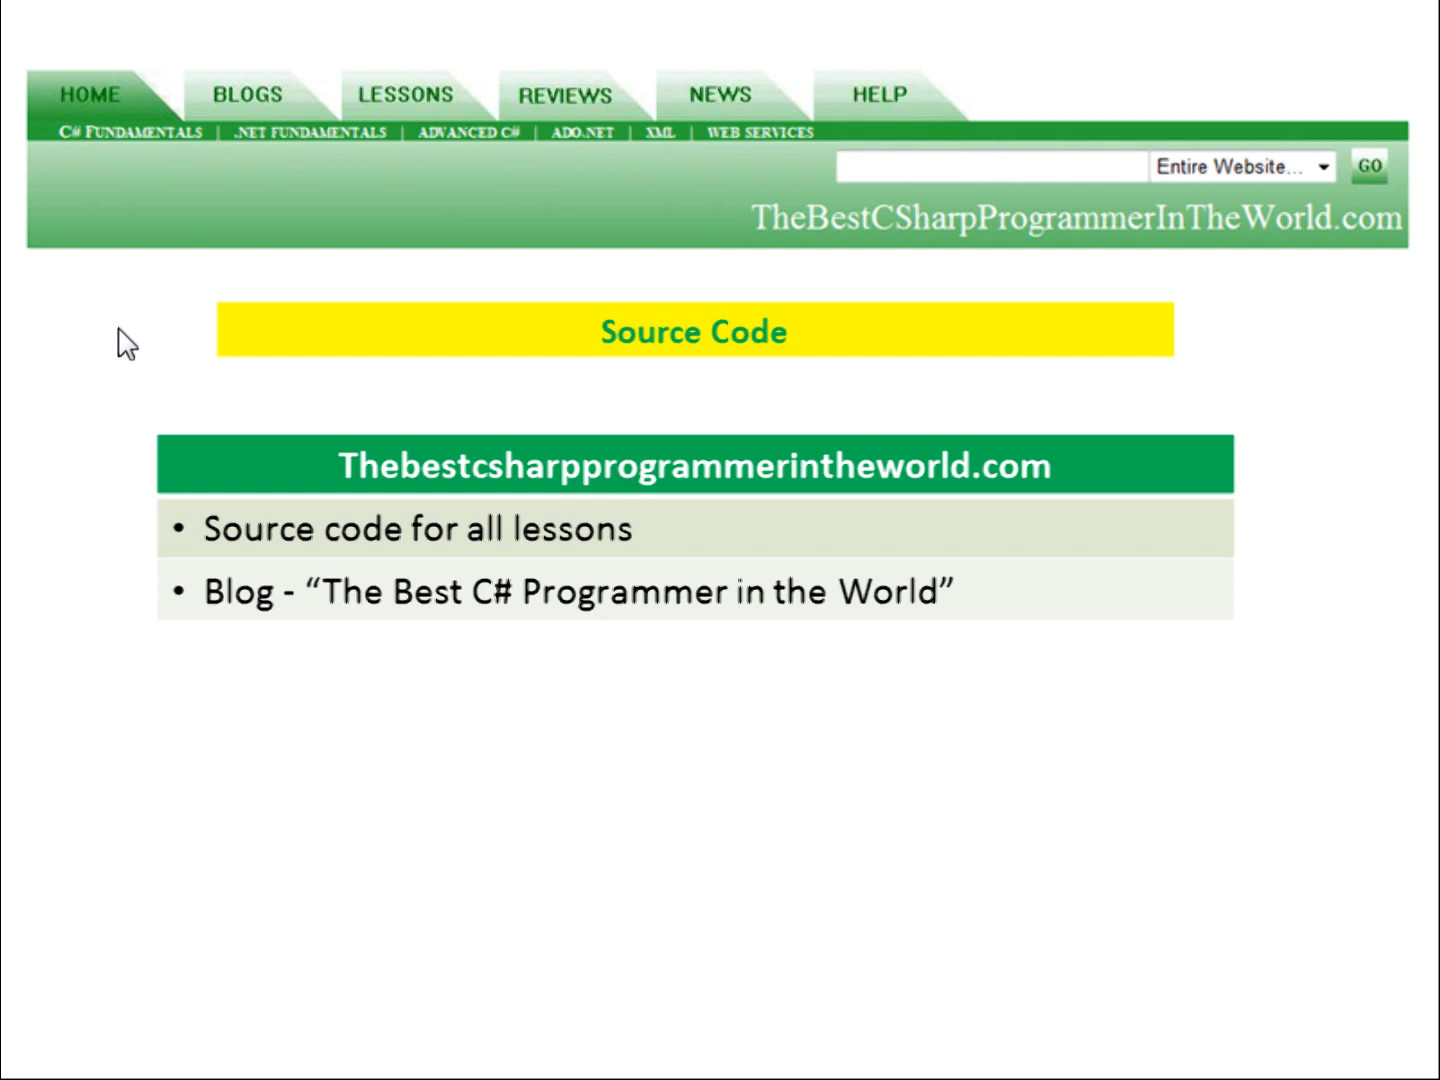 HOME BLOGS LESSONS REVIEWS NEWS HELP
C# FUNDAMENTALS | .NET FUNDAMENTALS | ADVANCED C# | ADO.NET | XML | WEB SERVICES
Entire Website... GO
TheBestCSharpProgrammerInTheWorld.com
Source Code
Thebestcsharpprogrammerintheworld.com
• Source code for all lessons
• Blog - “The Best C# Programmer in the World”